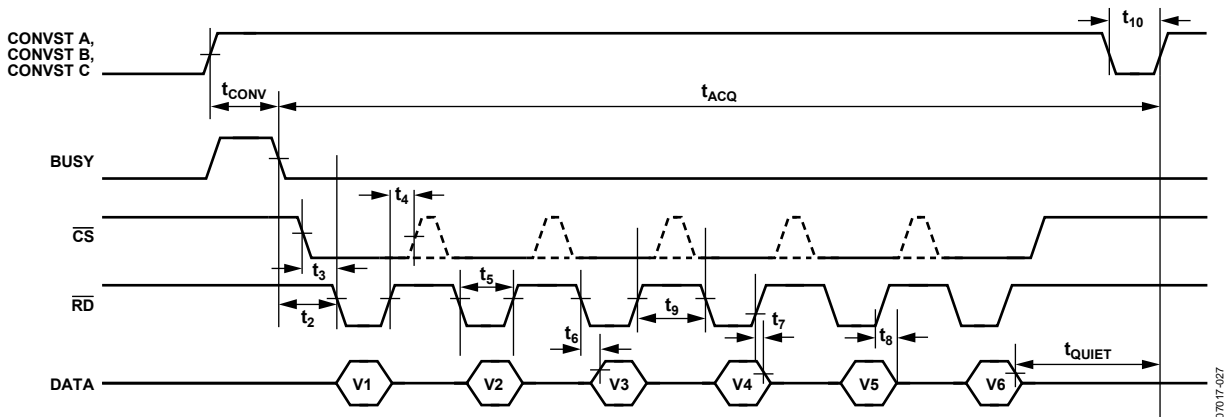 t10
CONVST A,
CONVST B,
CONVST C
tCONV
tACQ
BUSY
t4
CS
t3
t5
RD
t2
t9
t7
t6
t8
tQUIET
DATA
V1
V2
V3
V4
V5
V6
07017-027